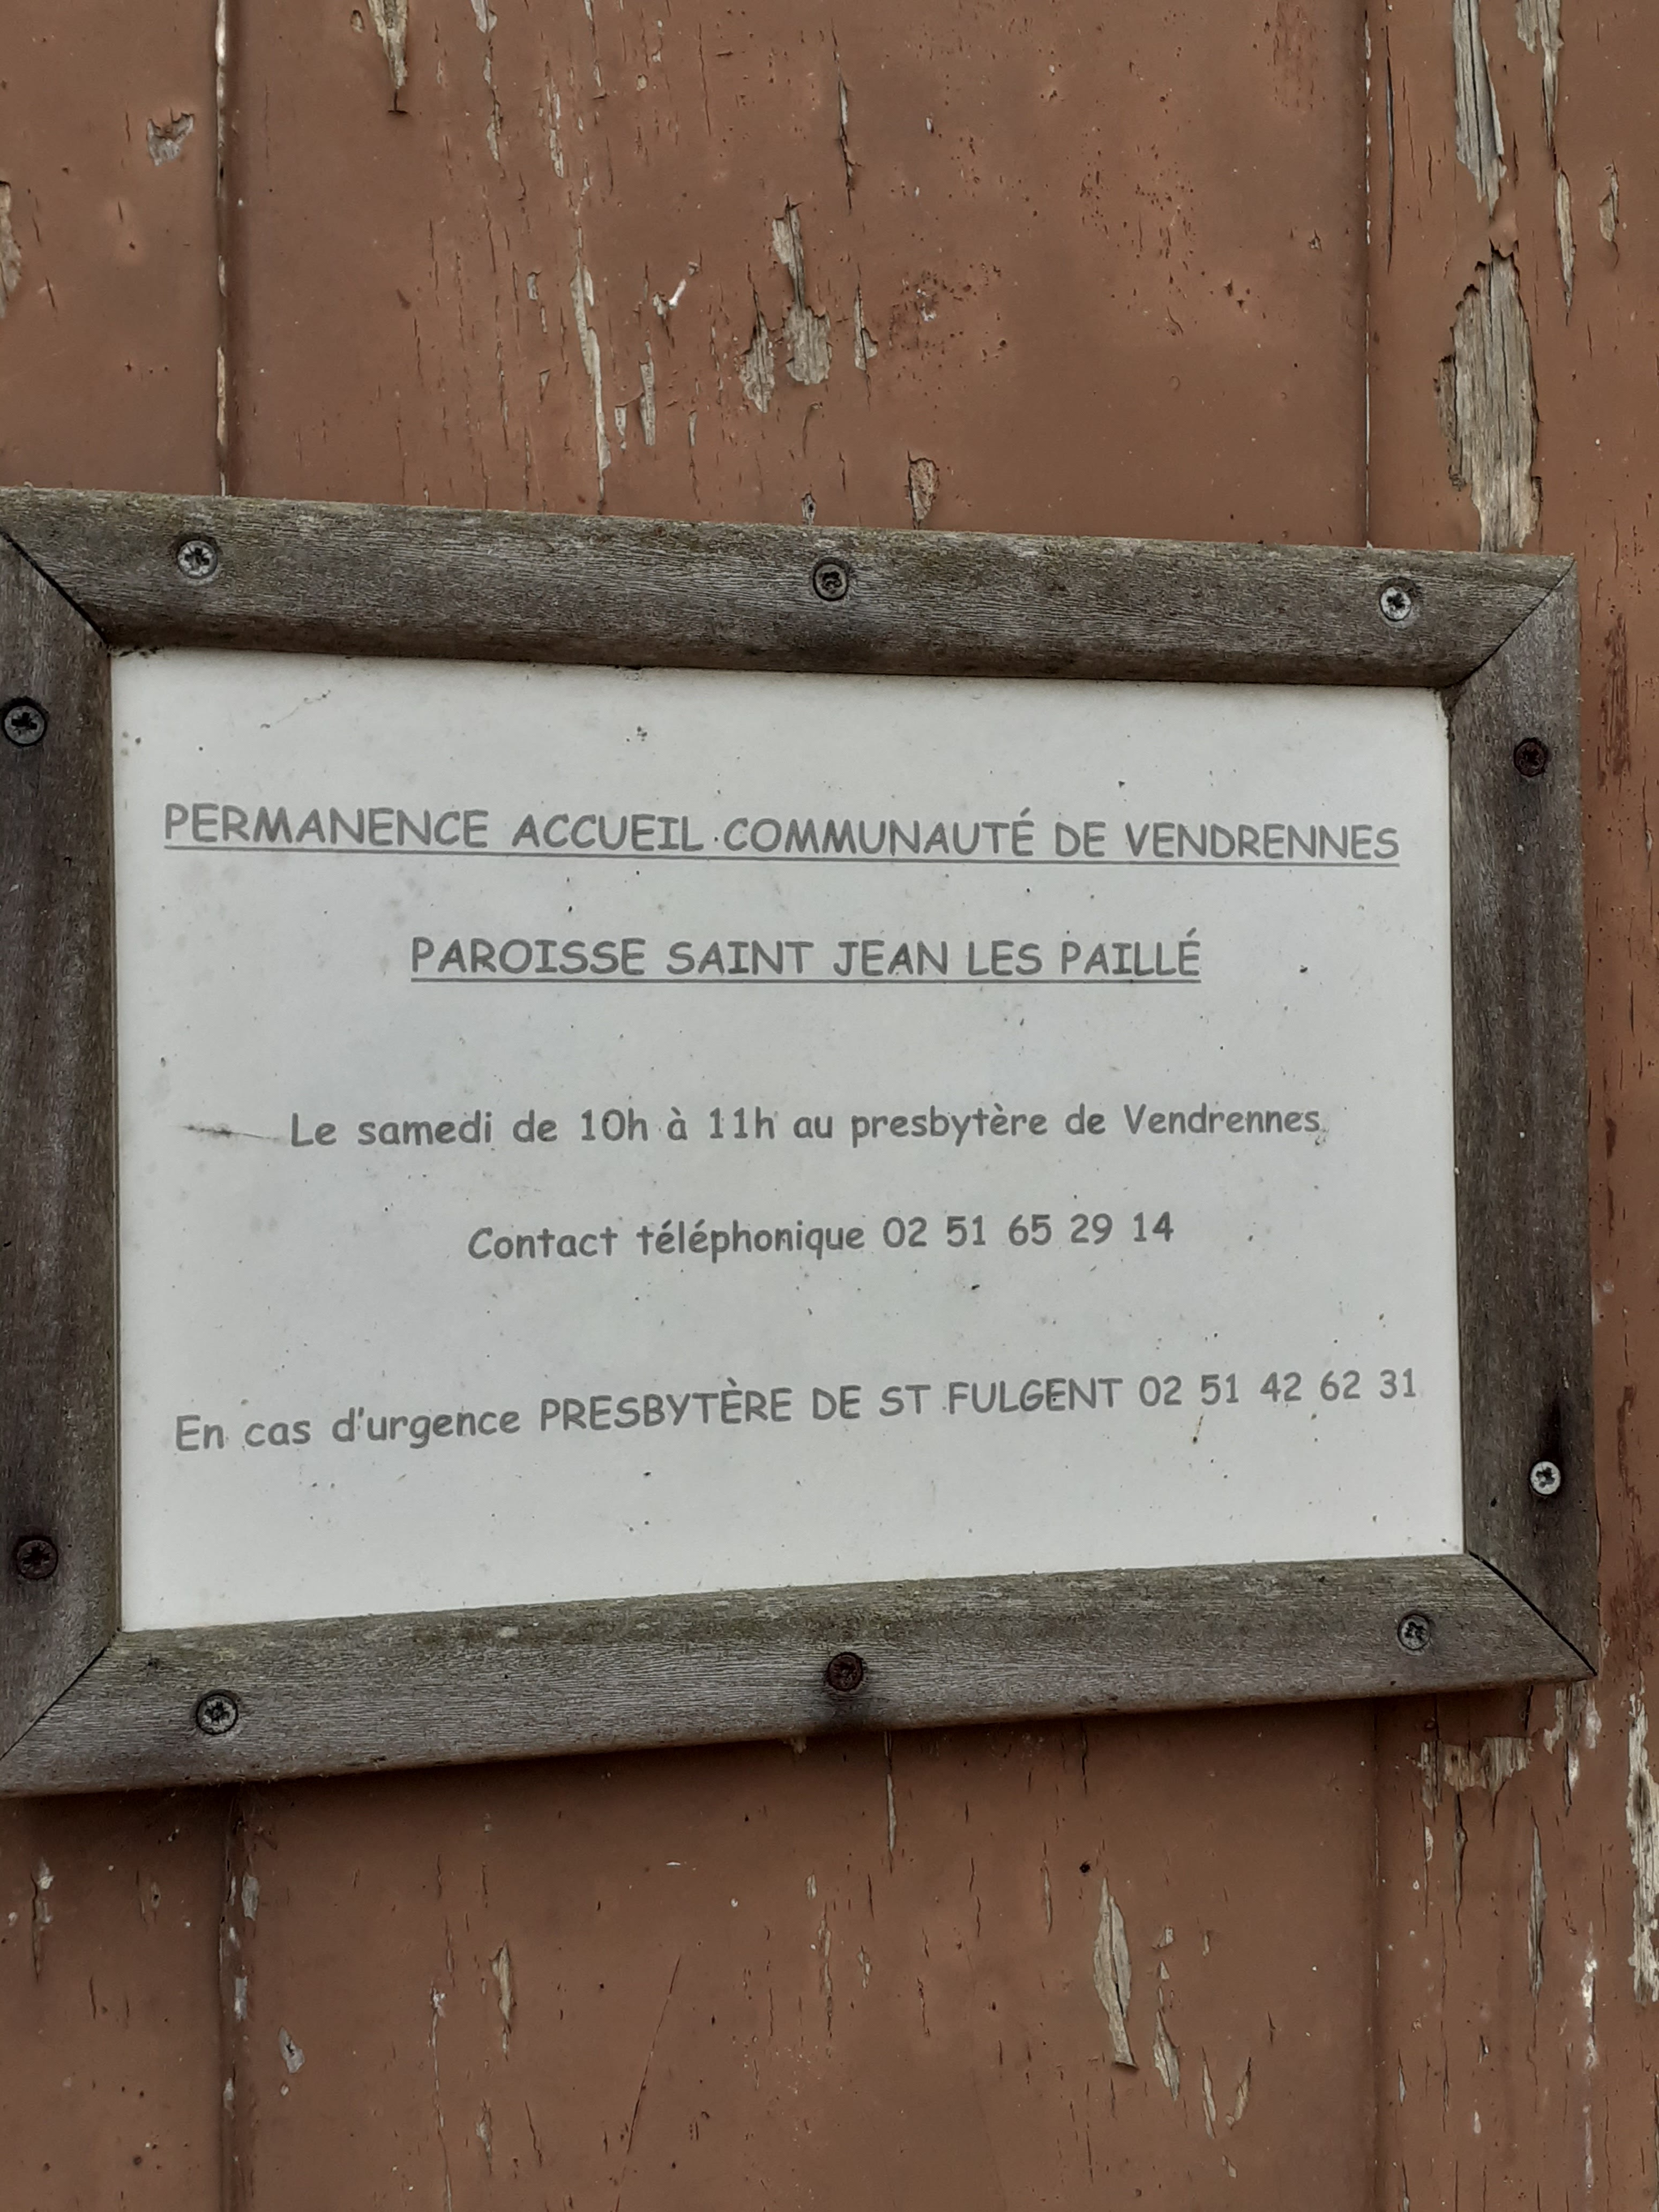 PERMANENCE ACCUEIL COMMUNAUTÉ DE VENDRENNES
PAROISSE SAINT JEAN LES PAILLÉ
Le samedi de 10h à 11h au presbytère de Vendrennes
Contact téléphonique 02 51 65 29 14
En cas d'urgence PRESBYTÈRE DE ST FULGENT 02 51 42 62 31